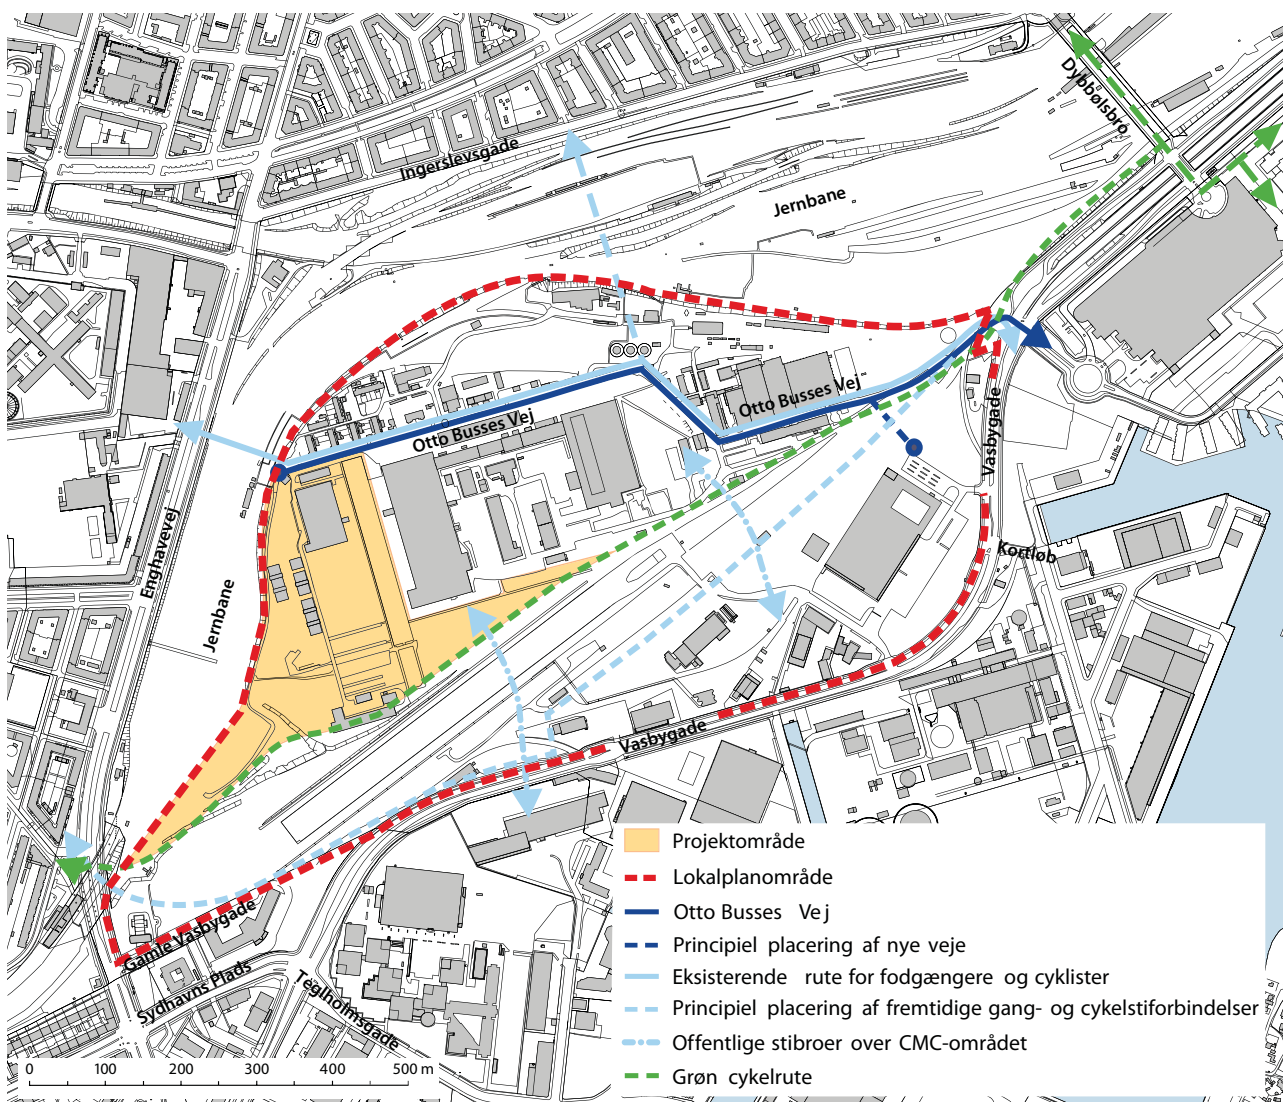 Dybbølsbro
Ingerslevsgade
Jernbane
Otto Busses Vej
Otto Busses Vej
Vasbygade
Enghavevej
Kortløb
Jernbane
Vasbygade
Gamle Vasbygade
Sydhavns Plads
Teglholmsgade
Projektområde
Lokalplanområde
Otto Busses Vej
Principiel placering af nye veje
Eksisterende rute for fodgængere og cyklister
Principiel placering af fremtidige gang- og cykelstiforbindelser
Offentlige stibroer over CMC-området
Grøn cykelrute
0 100 200 300 400 500 m